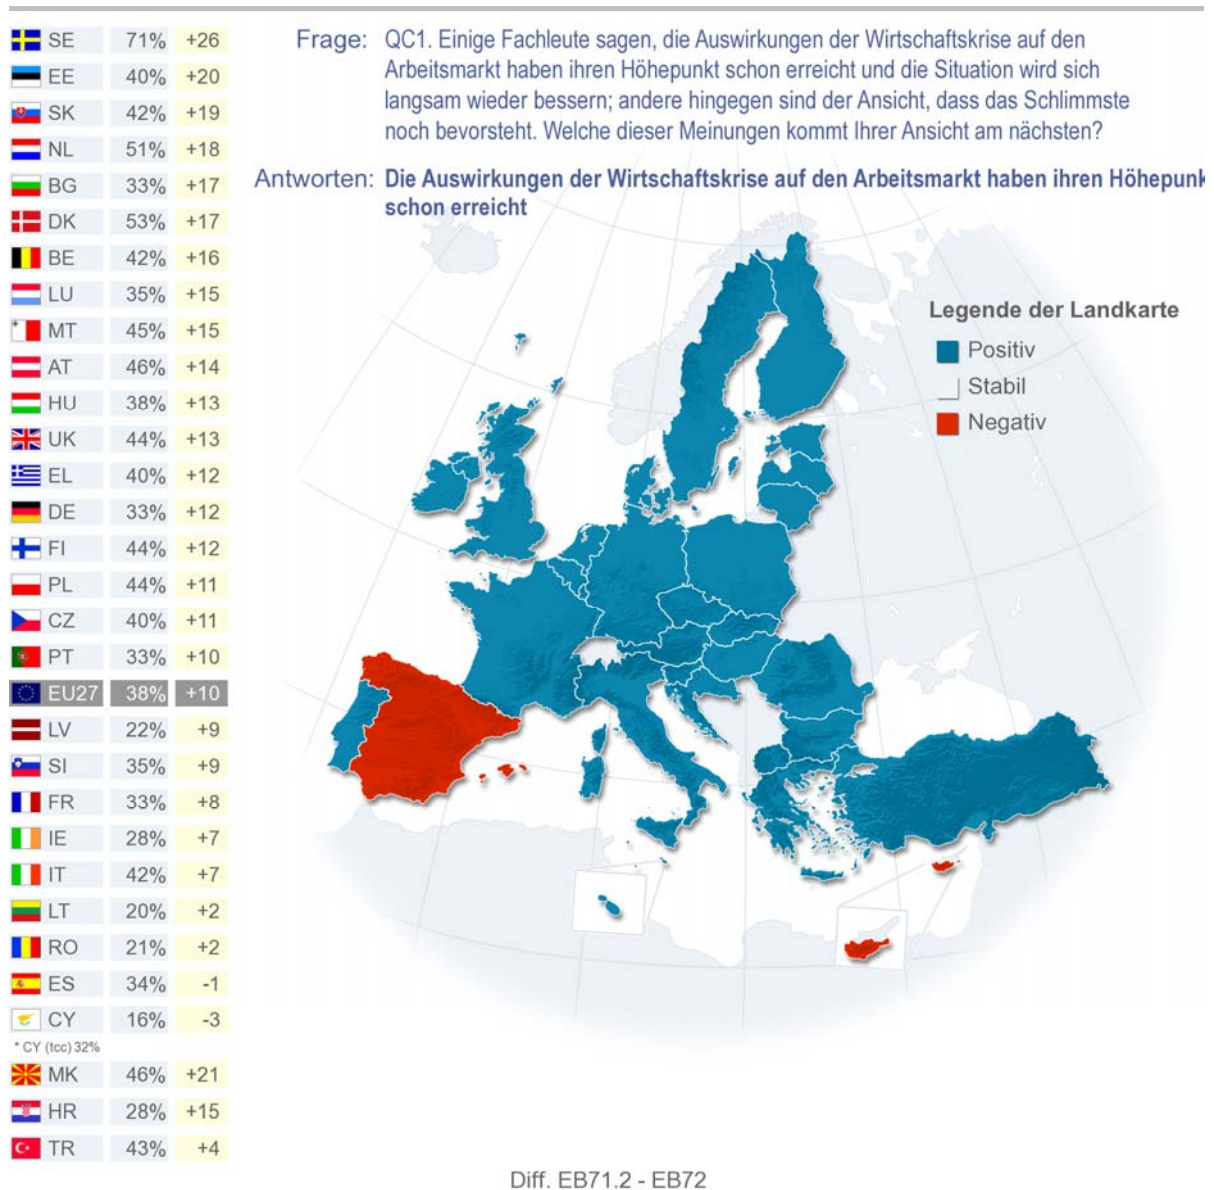 SE 71% +26
EE 40% +20
SK 42% +19
NL 51% +18
BG 33% +17
DK 53% +17
BE 42% +16
LU 35% +15
MT 45% +15
AT 46% +14
HU 38% +13
UK 44% +13
EL 40% +12
DE 33% +12
FI 44% +12
PL 44% +11
CZ 40% +11
PT 33% +10
EU27 38% +10
LV 22% +9
SI 35% +9
FR 33% +8
IE 28% +7
IT 42% +7
LT 20% +2
RO 21% +2
ES 34% -1
CY 16% -3
* CY (tcc) 32%
MK 46% +21
HR 28% +15
TR 43% +4
Frage: QC1. Einige Fachleute sagen, die Auswirkungen der Wirtschaftskrise auf den
Arbeitsmarkt haben ihren Höhepunkt schon erreicht und die Situation wird sich
langsam wieder bessern; andere hingegen sind der Ansicht, dass das Schlimmste
noch bevorsteht. Welche dieser Meinungen kommt Ihrer Ansicht am nächsten?
Antworten: Die Auswirkungen der Wirtschaftskrise auf den Arbeitsmarkt haben ihren Höhepunk
schon erreicht
Legende der Landkarte
Positiv
Stabil
Negativ
Diff. EB71.2 - EB72